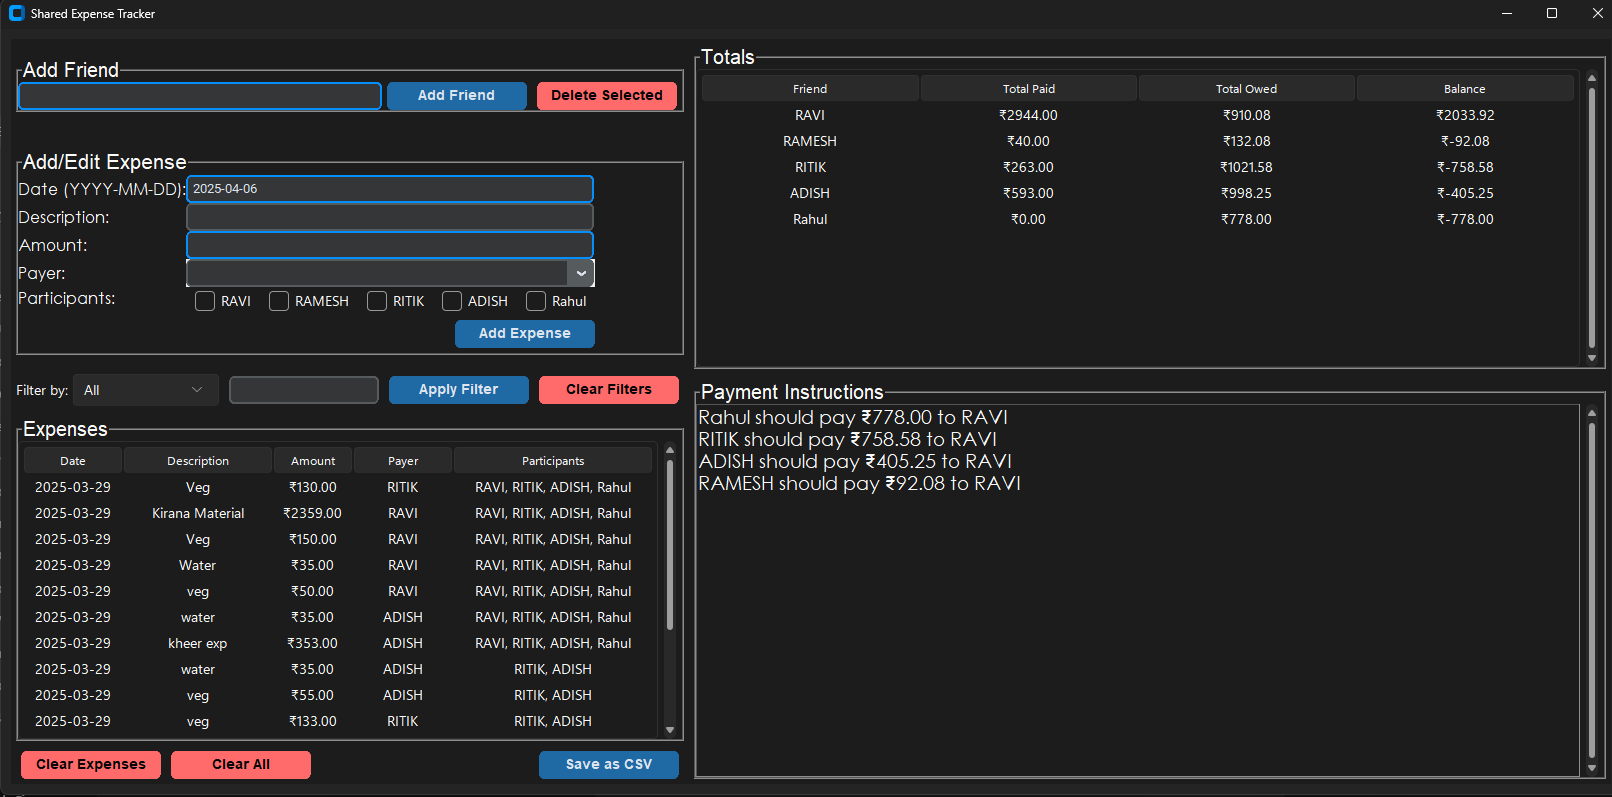 Shared Expense Tracker
Add Friend
Add Friend
Delete Selected
Add/Edit Expense
Date (YYYY-MM-DD): 2025-04-06
Description:
Amount:
Payer:
Participants: RAVI RAMESH RITIK ADISH Rahul
Add Expense
Filter by: All Apply Filter Clear Filters
Expenses
Date Description Amount Payer Participants
2025-03-29 Veg ₹130.00 RITIK RAVI, RITIK, ADISH, Rahul
2025-03-29 Kirana Material ₹2359.00 RAVI RAVI, RITIK, ADISH, Rahul
2025-03-29 Veg ₹150.00 RAVI RAVI, RITIK, ADISH, Rahul
2025-03-29 Water ₹35.00 RAVI RAVI, RITIK, ADISH, Rahul
2025-03-29 veg ₹50.00 RAVI RAVI, RITIK, ADISH, Rahul
2025-03-29 water ₹35.00 ADISH RAVI, RITIK, ADISH, Rahul
2025-03-29 kheer exp ₹353.00 ADISH RAVI, RITIK, ADISH, Rahul
2025-03-29 water ₹35.00 ADISH RITIK, ADISH
2025-03-29 veg ₹55.00 ADISH RITIK, ADISH
2025-03-29 veg ₹133.00 RITIK RITIK, ADISH
Clear Expenses Clear All Save as CSV
Totals
Friend Total Paid Total Owed Balance
RAVI ₹2944.00 ₹910.08 ₹2033.92
RAMESH ₹40.00 ₹132.08 ₹-92.08
RITIK ₹263.00 ₹1021.58 ₹-758.58
ADISH ₹593.00 ₹998.25 ₹-405.25
Rahul ₹0.00 ₹778.00 ₹-778.00
Payment Instructions
Rahul should pay ₹778.00 to RAVI
RITIK should pay ₹758.58 to RAVI
ADISH should pay ₹405.25 to RAVI
RAMESH should pay ₹92.08 to RAVI